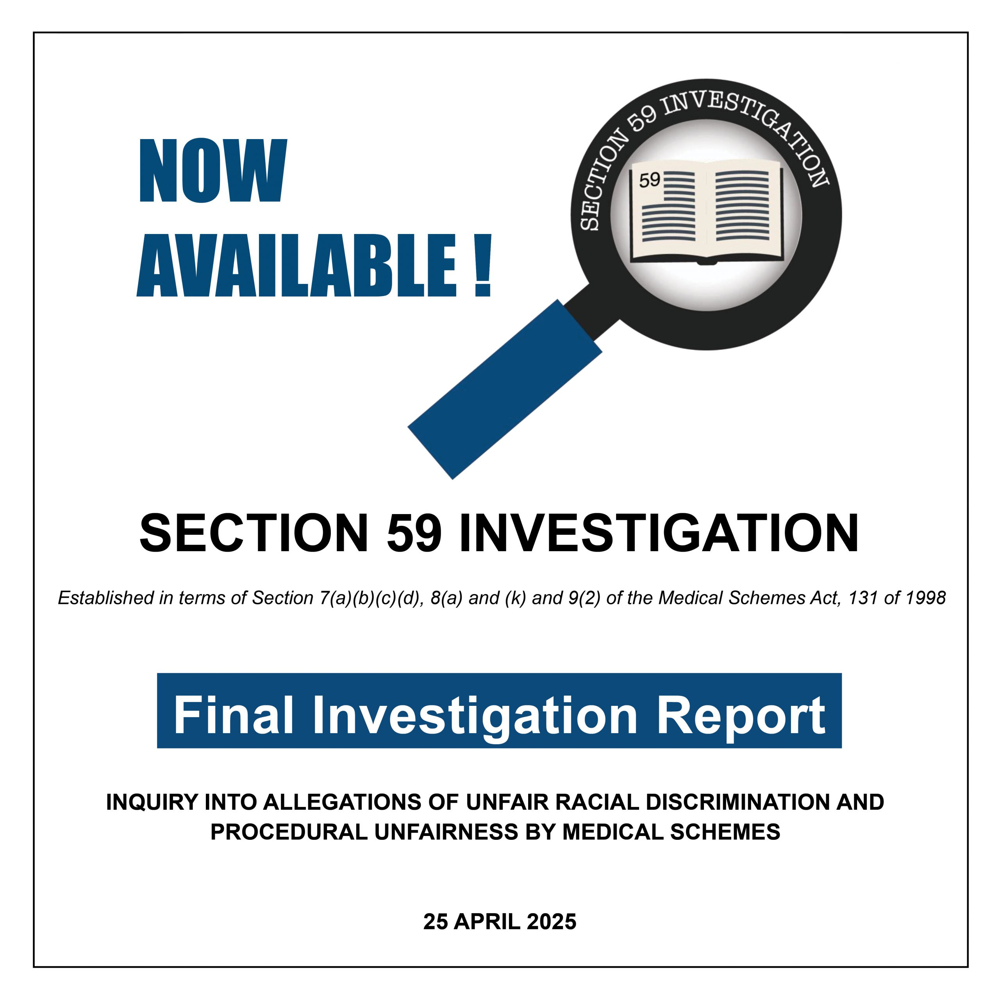 NOW
AVAILABLE !
SECTION 59 INVESTIGATION
59
SECTION 59 INVESTIGATION
Established in terms of Section 7(a)(b)(c)(d), 8(a) and (k) and 9(2) of the Medical Schemes Act, 131 of 1998
Final Investigation Report
INQUIRY INTO ALLEGATIONS OF UNFAIR RACIAL DISCRIMINATION AND
PROCEDURAL UNFAIRNESS BY MEDICAL SCHEMES
25 APRIL 2025